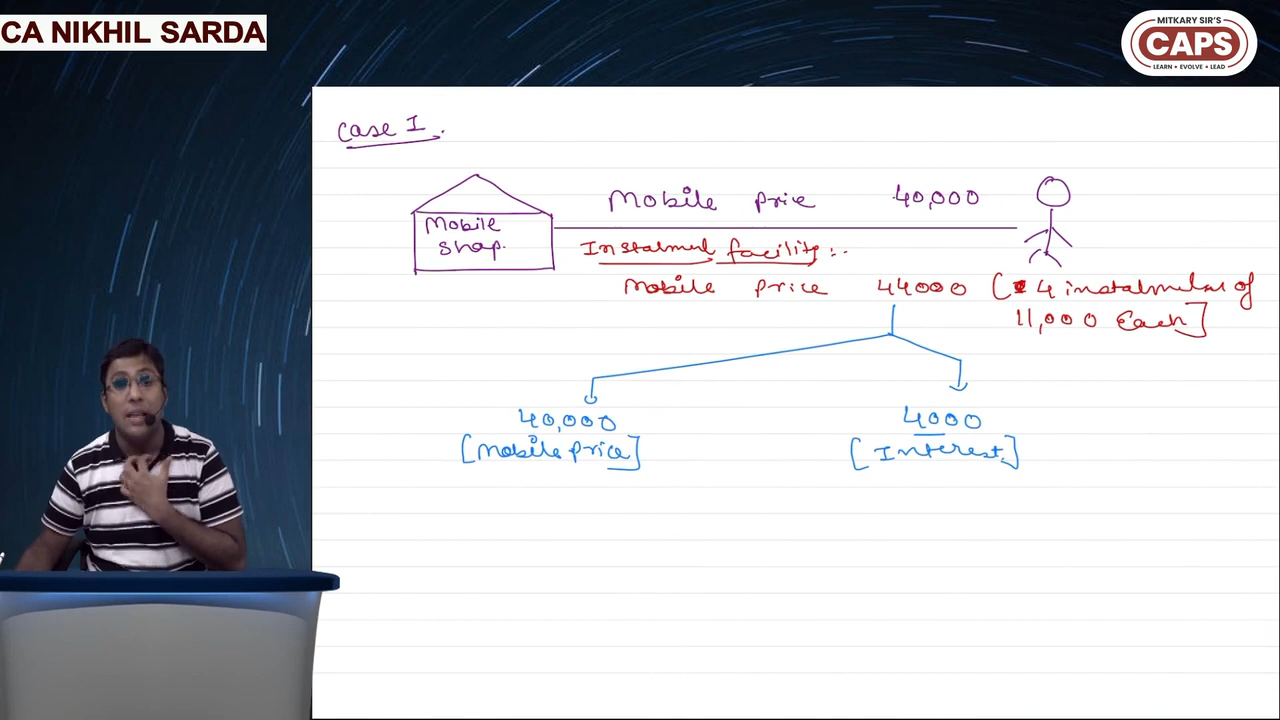 CA NIKHIL SARDA
MITKARY SIR'S
CAPS
LEARN • EVOLVE • LEAD
Case I.
Mobile price 40,000
Mobile
Shop.
Instalment facility:-
Mobile price 44000 (4 instalments of
11,000 Each]
40,000 4000
[Mobile price] [Interest]